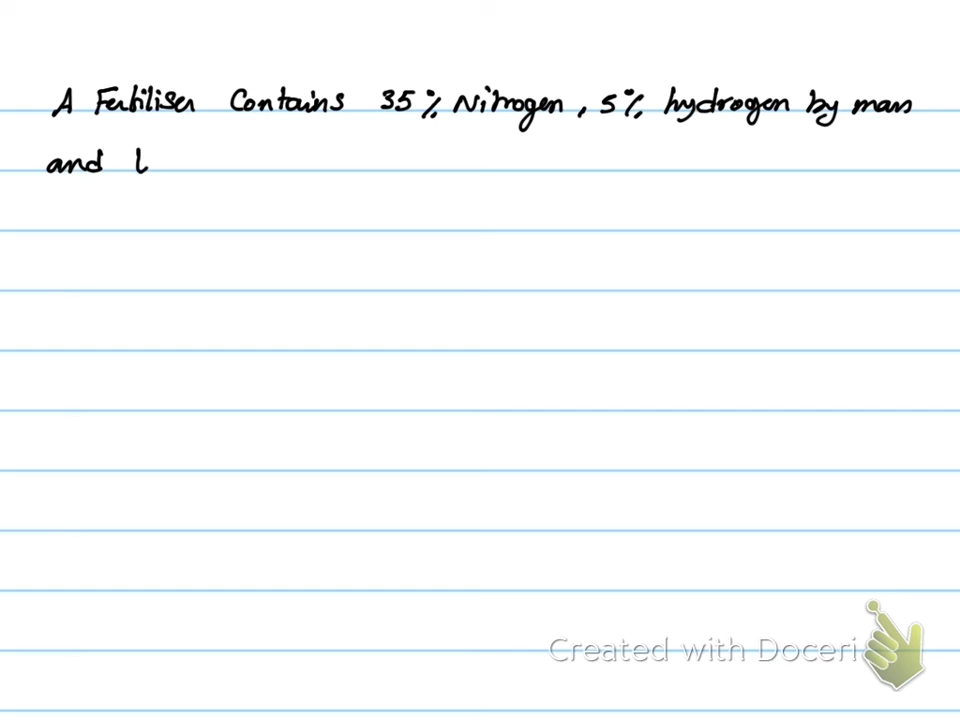 A Fertiliser Contains 35% Nitrogen, 5% hydrogen by mass
and l
Created with Doceri